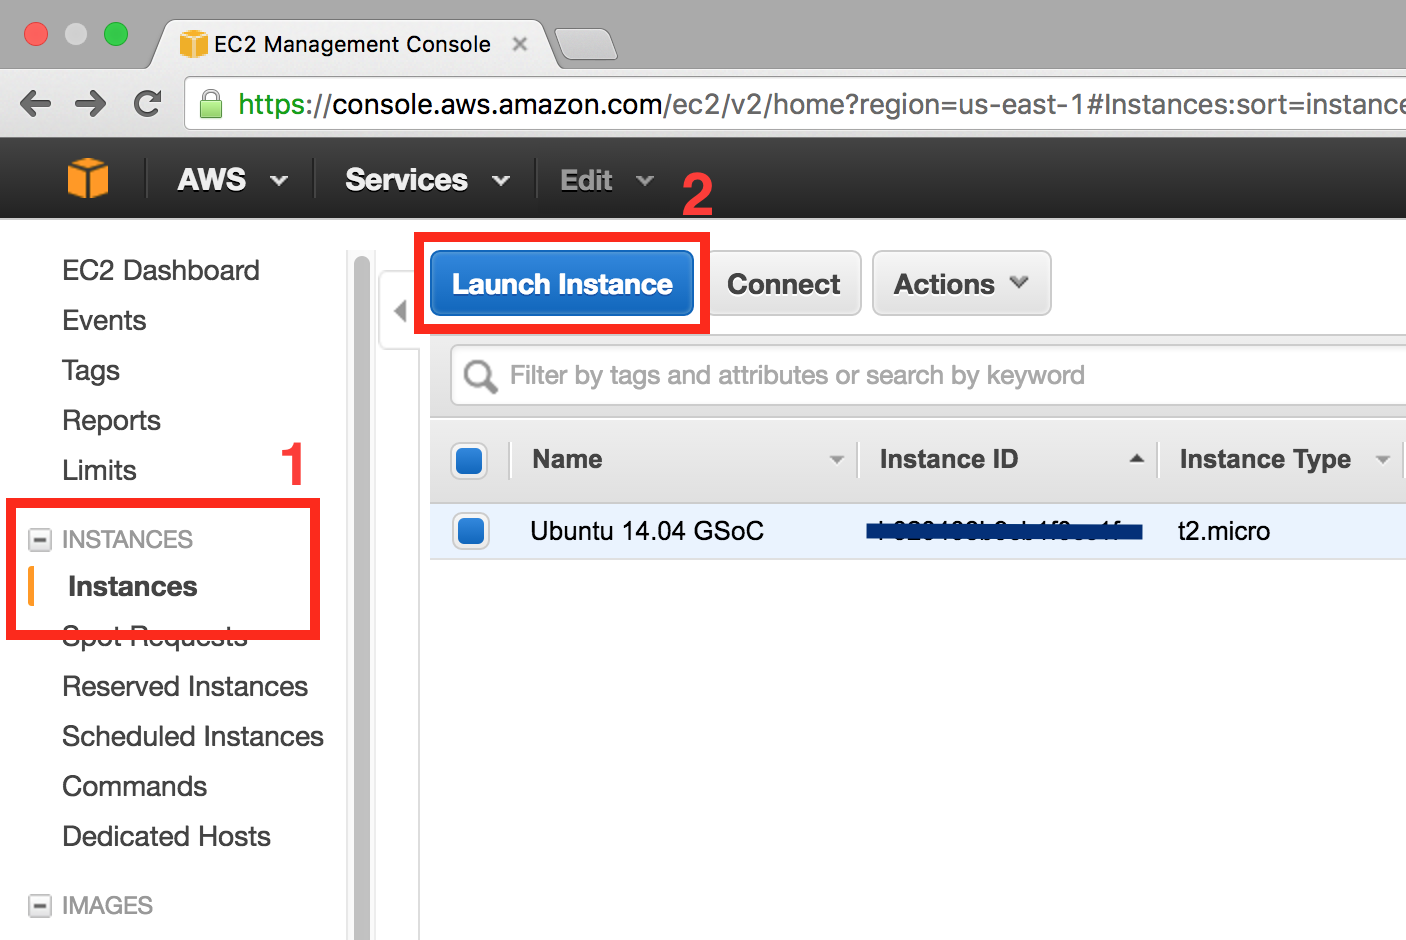 EC2 Management Console
https://console.aws.amazon.com/ec2/v2/home?region=us-east-1#Instances:sort=instance
AWS Services Edit 2
Launch Instance Connect Actions
Filter by tags and attributes or search by keyword
Name Instance ID Instance Type
Ubuntu 14.04 GSoC t2.micro
EC2 Dashboard
Events
Tags
Reports
Limits
1
INSTANCES
Instances
Spot Requests
Reserved Instances
Scheduled Instances
Commands
Dedicated Hosts
IMAGES